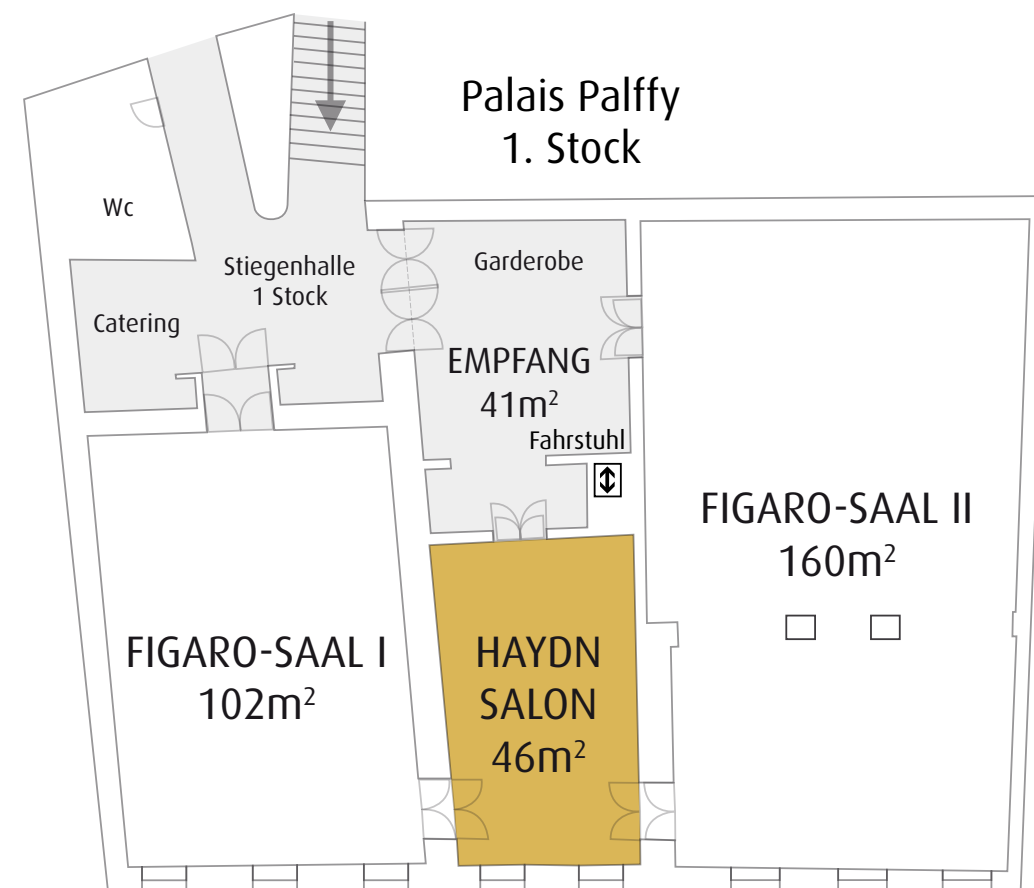 Palais Palffy
1. Stock
Wc
Stiegenhalle
1 Stock
Garderobe
Catering
EMPFANG
41m²
Fahrstuhl
FIGARO-SAAL II
160m²
FIGARO-SAAL I
102m²
HAYDN
SALON
46m²